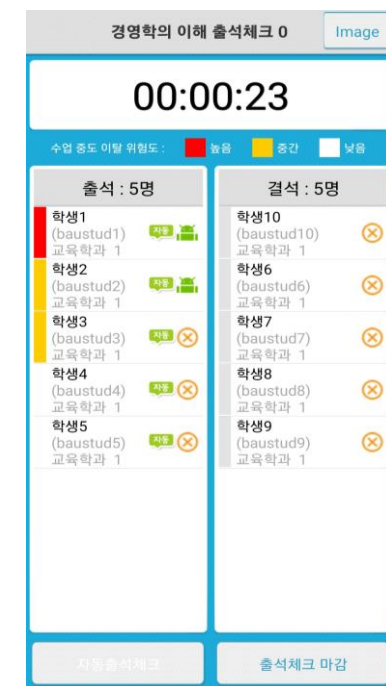 경영학의 이해 출석체크 0
Image
00:00:23
수업 중도 이탈 위험도 : 높음 중간 낮음
출석 : 5명
학생1
(baustud1)
자동
교육학과 1
학생2
(baustud2)
자동
교육학과 1
학생3
(baustud3)
자동
교육학과 1
학생4
(baustud4)
자동
교육학과 1
학생5
(baustud5)
자동
교육학과 1
결석 : 5명
학생10
(baustud10)
교육학과 1
학생6
(baustud6)
교육학과 1
학생7
(baustud7)
교육학과 1
학생8
(baustud8)
교육학과 1
학생9
(baustud9)
교육학과 1
자동출석체크
출석체크 마감